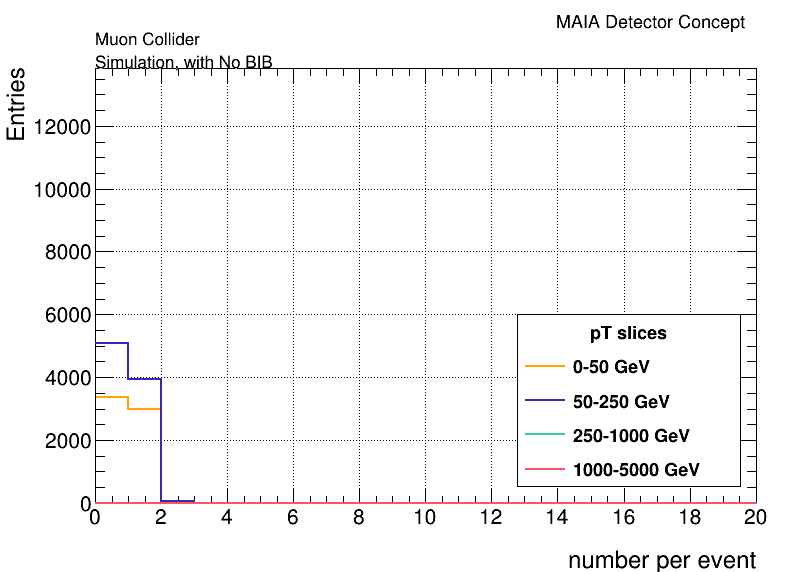 MAIA Detector Concept
Muon Collider
Simulation, with No BIB
Entries
12000
10000
8000
6000
4000
2000
0
pT slices
0-50 GeV
50-250 GeV
250-1000 GeV
1000-5000 GeV
0 2 4 6 8 10 12 14 16 18 20
number per event